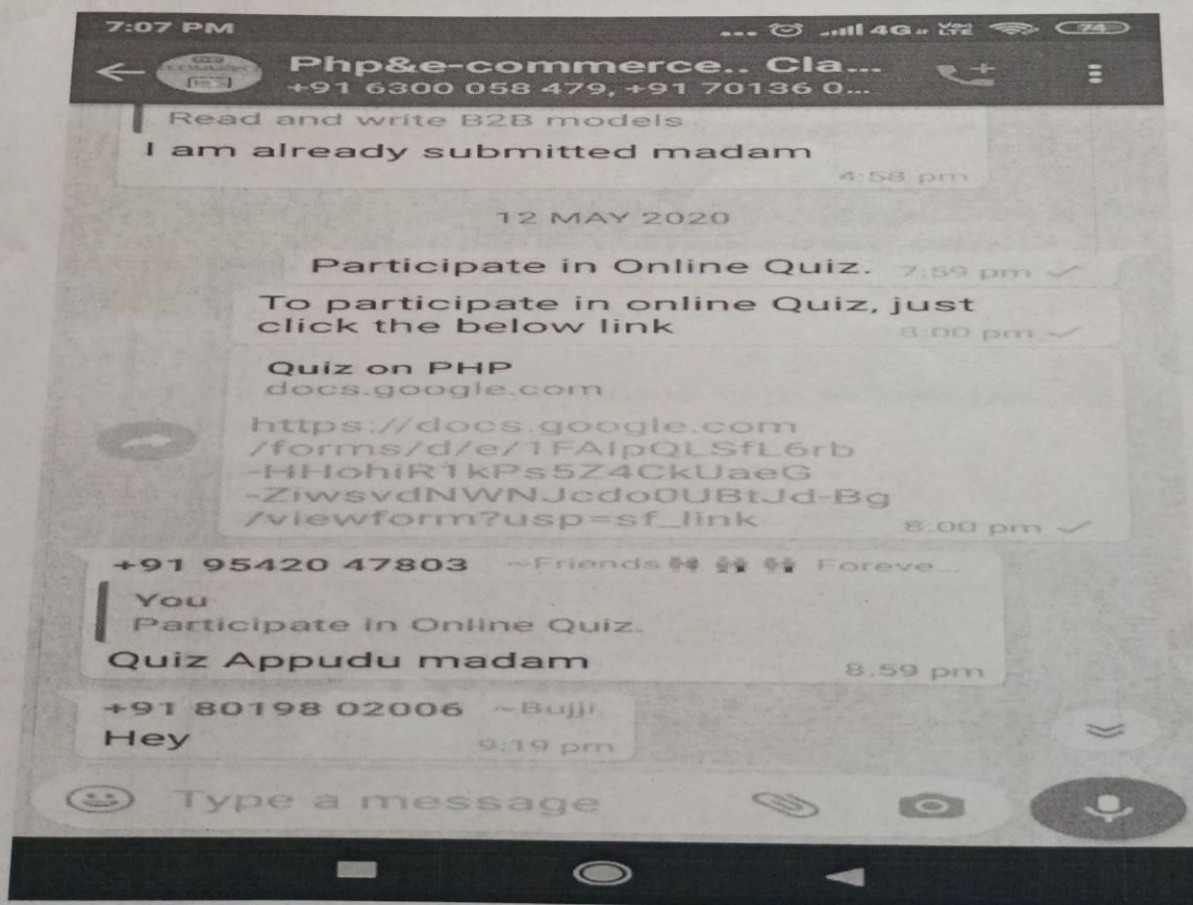 7:07 PM ... 4G VoLTE 74
Php&e-commerce.. Cla...
+91 6300 058 479, +91 70136 0...
Read and write B2B models
I am already submitted madam
4:58 pm
12 MAY 2020
Participate in Online Quiz. 7:59 pm
To participate in online Quiz, just
click the below link
8:00 pm
Quiz on PHP
docs.google.com
https://docs.google.com
/forms/d/e/1FAIpQLSfL6rb
-HHohiR1kPs5Z4CkUaeG
-ZiwsvdNWNJcdo0UBtJd-Bg
/viewform?usp=sf_link 8:00 pm
+91 95420 47803 ~Friends Foreve...
You
Participate in Online Quiz.
Quiz Appudu madam
8:59 pm
+91 80198 02006 ~Bujji
Hey 9:19 pm
Type a message